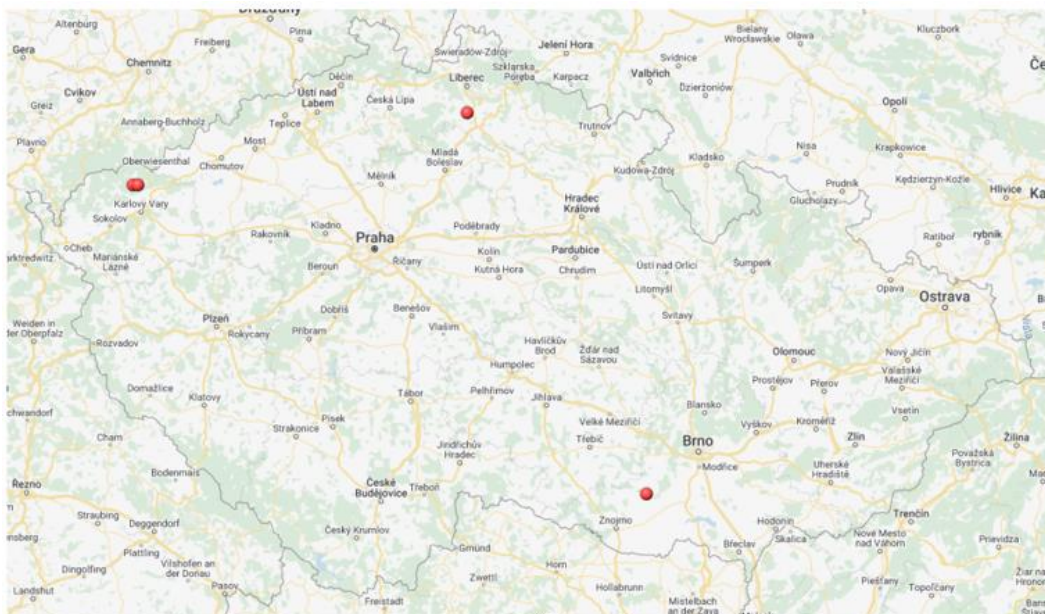 Altenburg
Pirna
Bielany
Wrocławskie
Oława
Kluczbork
Gera
Freiberg
Świeradów-Zdrój
Jelení Hora
Svidnice
Chemnitz
Szklarska
Poręba
Karpacz
Valbřich
Děčín
Liberec
Cvikov
Ústí nad
Labem
Česká Lipa
Dzierżoniów
Opolí
Greiz
Annaberg-Buchholz
Teplice
Trutnov
Plavno
Most
Nisa
Krapkowice
Oberwiesenthal
Chomutov
Mladá
Boleslav
Kudowa-Zdrój
Kladsko
Mělník
Prudník
Kędzierzyn-Koźle
Hlivice
Karlovy Vary
Głuchołazy
Ka
Sokolov
Kladno
Hradec
Králové
Rakovník
Praha
Poděbrady
Ratiboř
rybník
Cheb
Kolín
Pardubice
Mariánské
Lázně
Beroun
Říčany
Kutná Hora
Chrudim
Ústí nad Orlicí
Šumperk
Opava
Litomyšl
Ostrava
Dobříš
Benešov
Weiden in
der Oberpfalz
Plzeň
Rokycany
Příbram
Vlašim
Svitavy
Rozvadov
Havlíčkův
Brod
Žďár nad
Sázavou
Olomouc
Nový Jičín
Humpolec
Valašské
Meziříčí
Domažlice
Klatovy
Tábor
Pelhřimov
Jihlava
Prostějov
Přerov
Schwandorf
Písek
Blansko
Vsetín
Strakonice
Velké Meziříčí
Vyškov
Kroměříž
Cham
Třebíč
Brno
Zlín
Žilina
Jindřichův
Hradec
Modřice
Uherské
Hradiště
Považská
Bystrica
Bodenmais
Řezno
České
Budějovice
Třeboň
Trenčín
Straubing
Znojmo
Hodonín
Deggendorf
Český Krumlov
Skalica
Nové Mesto
nad Váhom
Prievidza
Plattling
Gmünd
Břeclav
Dingolfing
Vilshofen an
der Donau
Horn
Landshut
Pasov
Zwettl
Hollabrunn
Piešťany
Topoľčany
Žiar nad
Freistadt
Mistelbach
an der Zaya